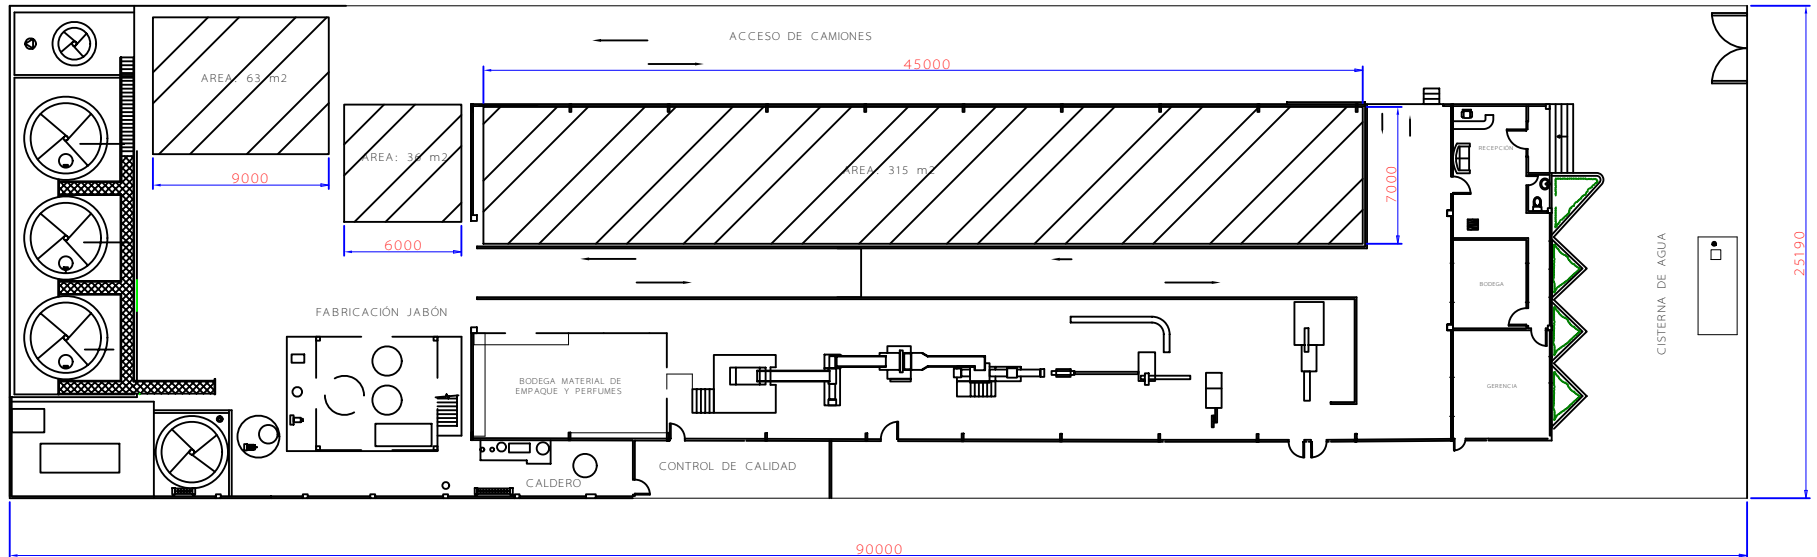 ACCESO DE CAMIONES
45000
AREA: 63 m2
AREA: 36 m2
AREA: 315 m2
RECEPCIÓN
9000
7000
6000
25190
CISTERNA DE AGUA
BODEGA
FABRICACIÓN JABÓN
BODEGA MATERIAL DE
EMPAQUE Y PERFUMES
GERENCIA
CONTROL DE CALIDAD
CALDERO
90000